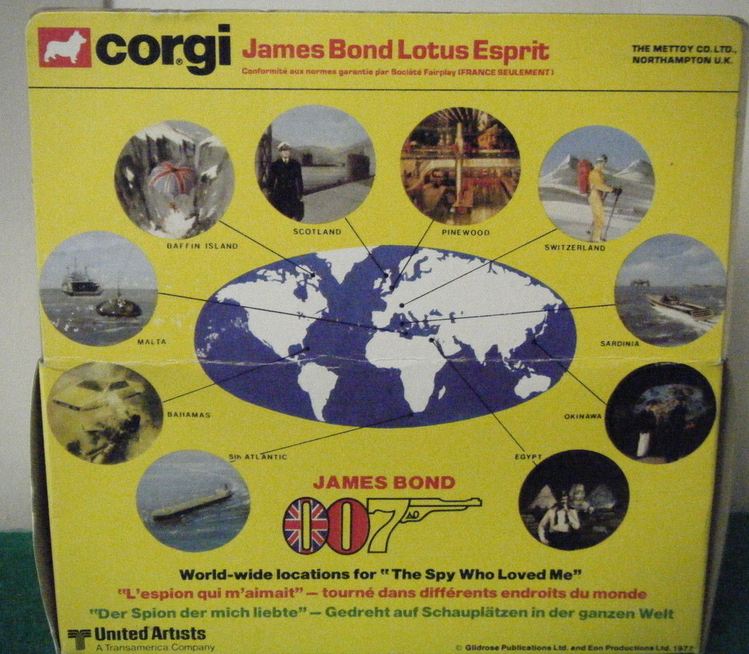 corgi
James Bond Lotus Esprit
Conformité aux normes garantie par Société Fairplay (FRANCE SEULEMENT)
THE METTOY CO. LTD.,
NORTHAMPTON U.K.
BAFFIN ISLAND
SCOTLAND
PINEWOOD
SWITZERLAND
MALTA
SARDINIA
BAHAMAS
OKINAWA
Sth ATLANTIC
EGYPT
JAMES BOND
007
World-wide locations for "The Spy Who Loved Me"
"L'espion qui m'aimait" — tourné dans différents endroits du monde
"Der Spion der mich liebte" — Gedreht auf Schauplätzen in der ganzen Welt
United Artists
A Transamerica Company
© Glidrose Publications Ltd. and Eon Productions Ltd. 1977